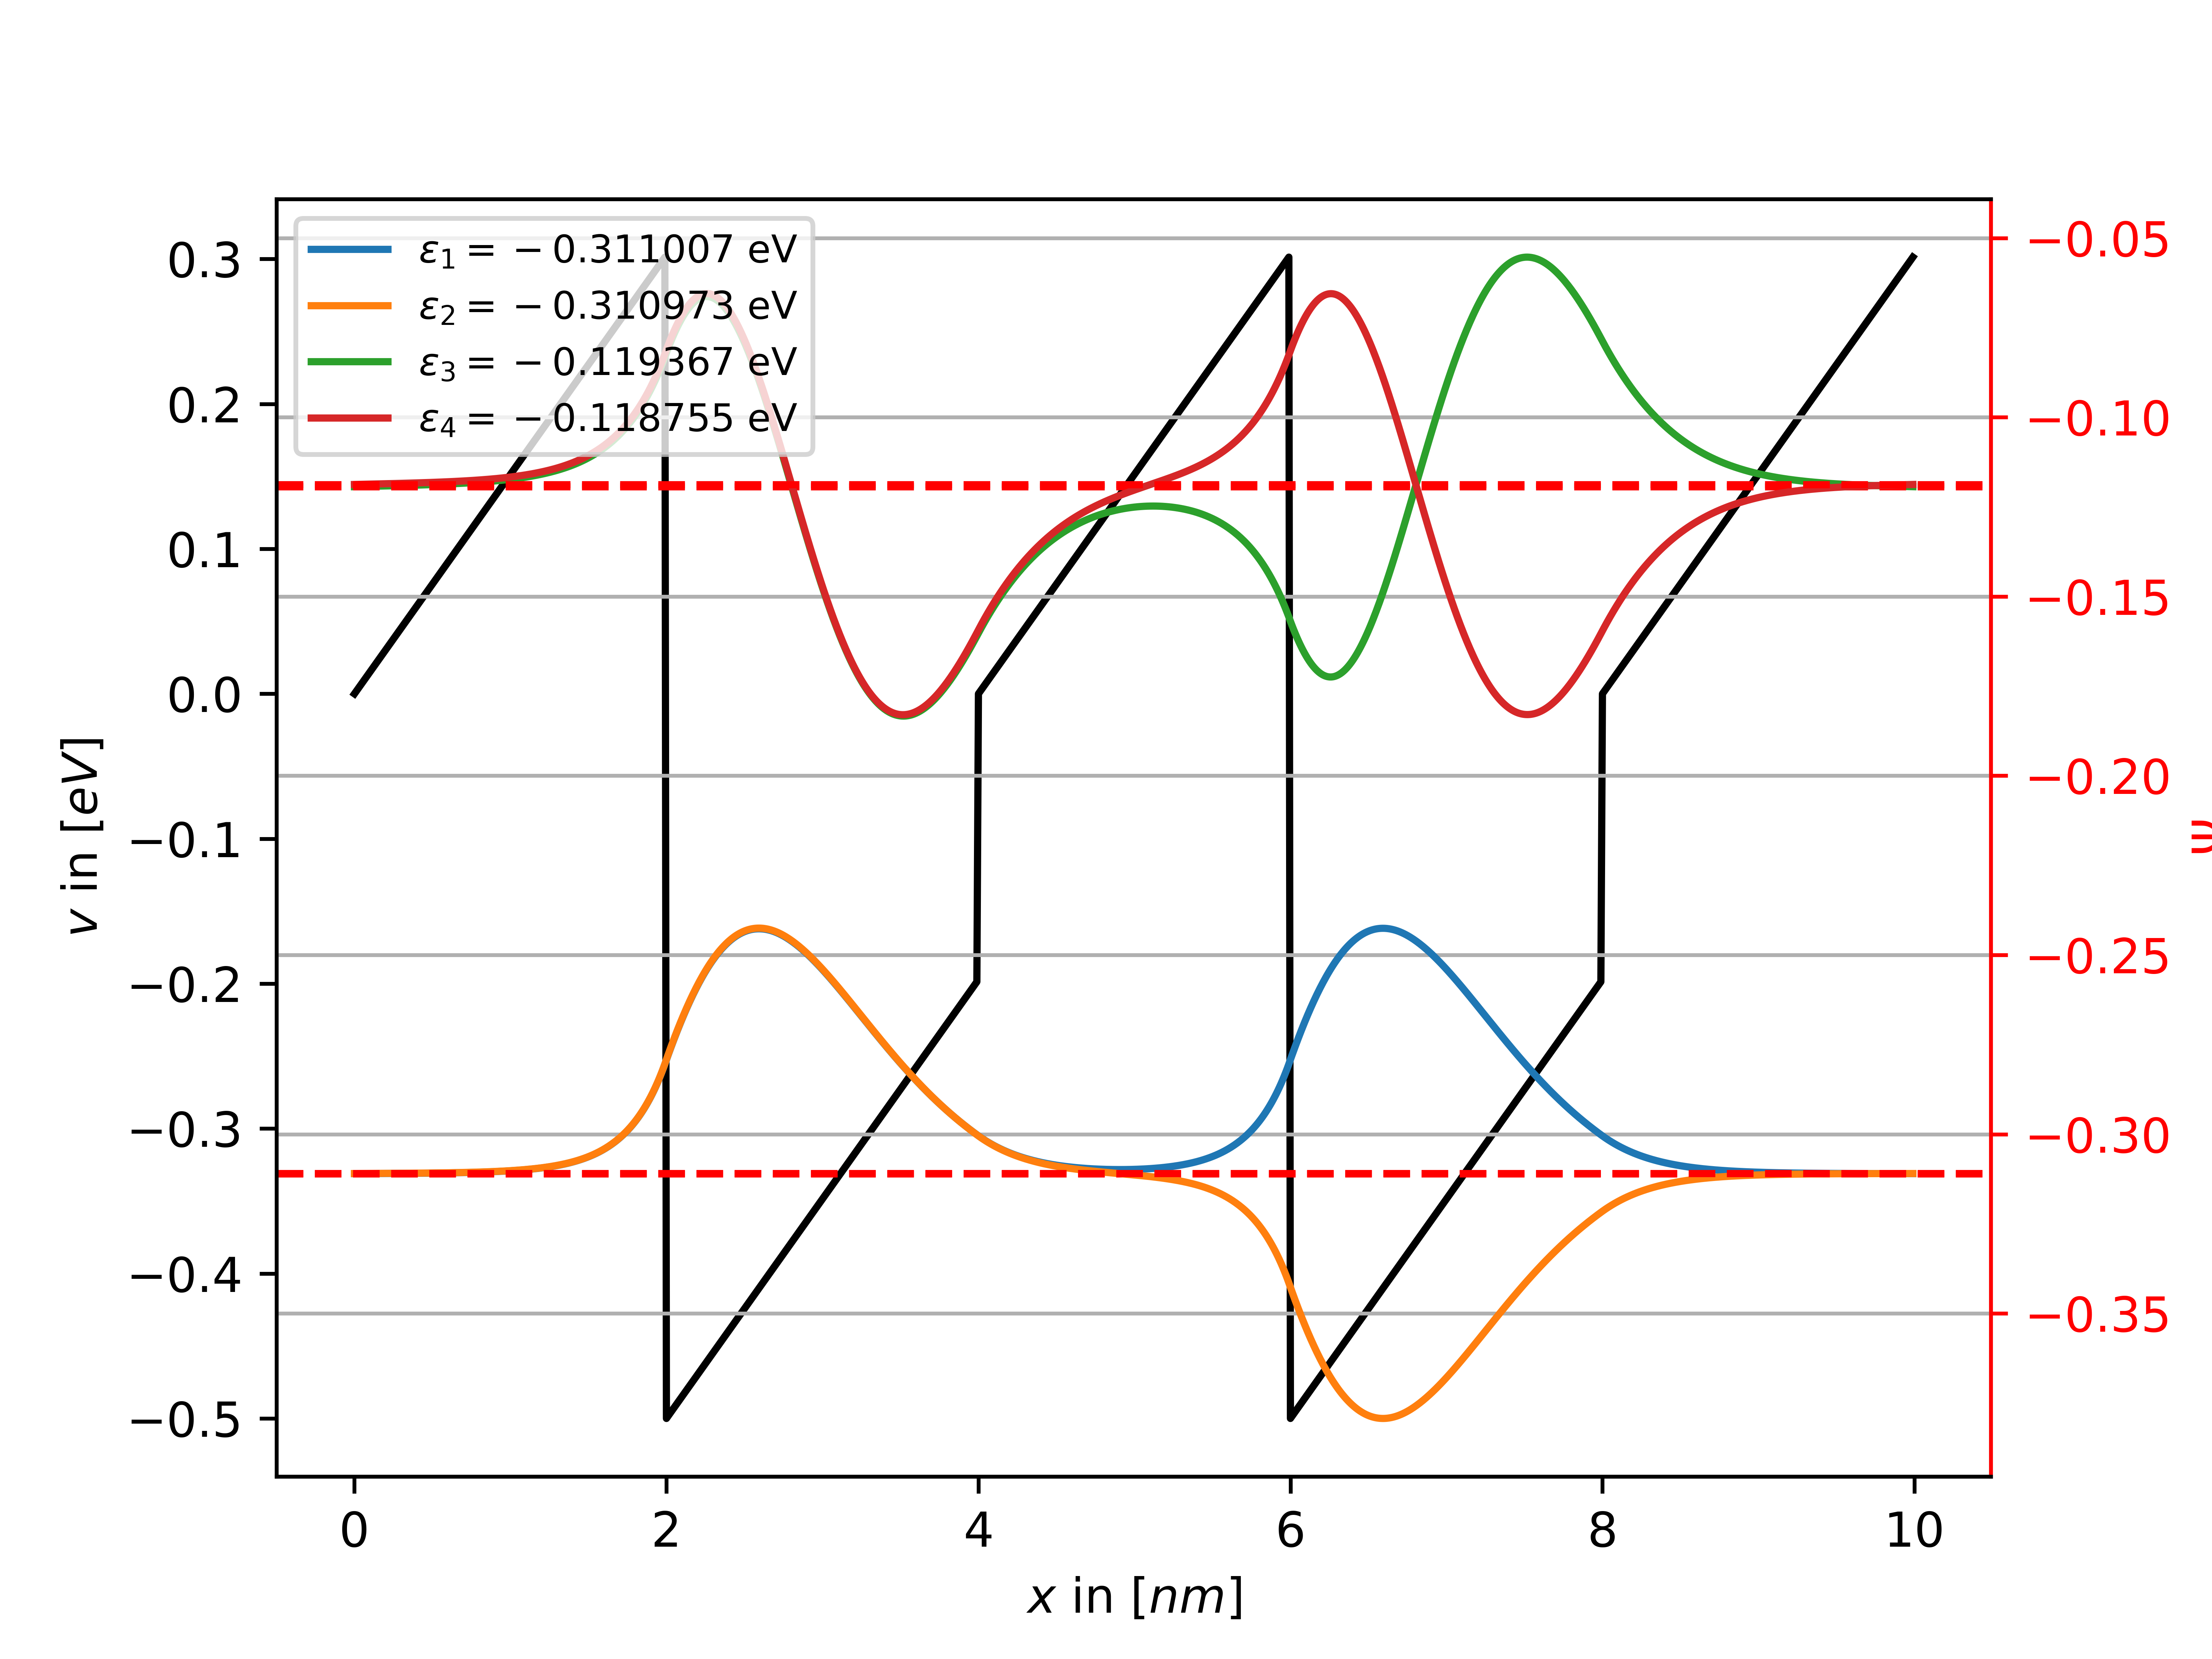 ε₁ = −0.311007 eV
ε₂ = −0.310973 eV
ε₃ = −0.119367 eV
ε₄ = −0.118755 eV
0.3
0.2
0.1
0.0
−0.1
−0.2
−0.3
−0.4
−0.5
v in [eV]
−0.05
−0.10
−0.15
−0.20
−0.25
−0.30
−0.35
0 2 4 6 8 10
x in [nm]